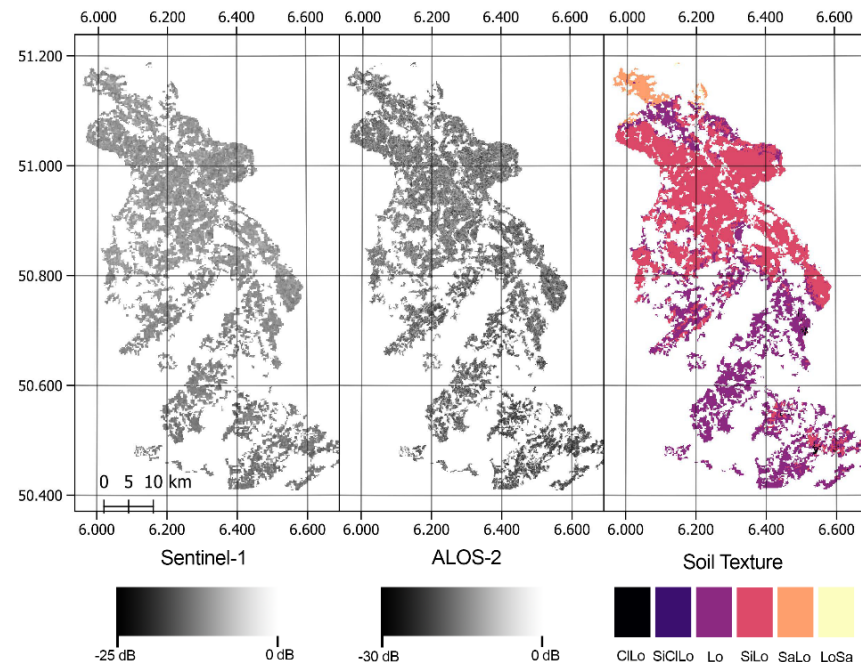 6.000 6.200 6.400 6.600 6.000 6.200 6.400 6.600 6.000 6.200 6.400 6.600
51.200
51.000
50.800
50.600
50.400
0 5 10 km
6.000 6.200 6.400 6.600 6.000 6.200 6.400 6.600 6.000 6.200 6.400 6.600
Sentinel-1 ALOS-2 Soil Texture
-25 dB 0 dB -30 dB 0 dB ClLo SiClLo Lo SiLo SaLo LoSa